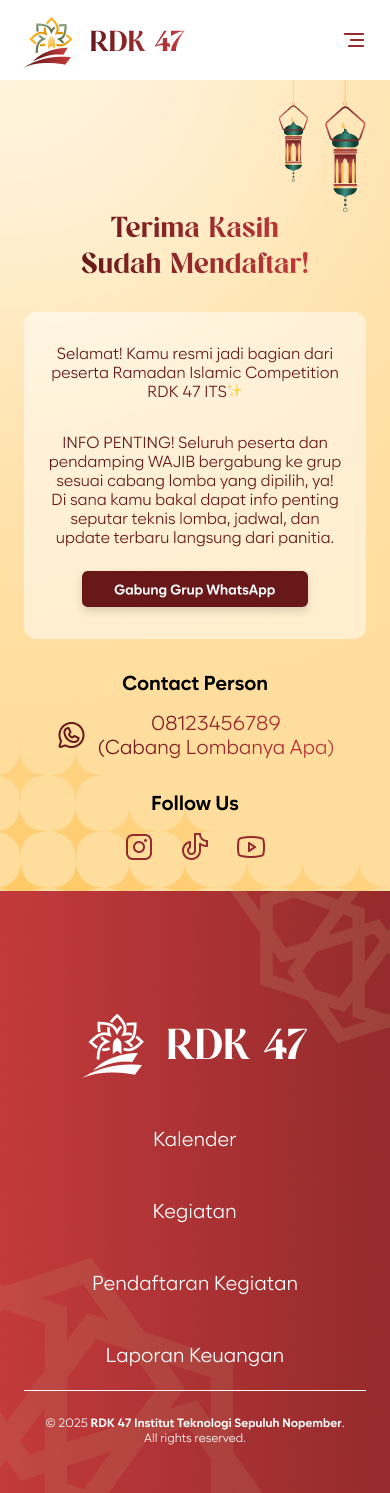 RDK 47
Terima Kasih
Sudah Mendaftar!
Selamat! Kamu resmi jadi bagian dari
peserta Ramadan Islamic Competition
RDK 47 ITS✨
INFO PENTING! Seluruh peserta dan
pendamping WAJIB bergabung ke grup
sesuai cabang lomba yang dipilih, ya!
Di sana kamu bakal dapat info penting
seputar teknis lomba, jadwal, dan
update terbaru langsung dari panitia.
Gabung Grup WhatsApp
Contact Person
08123456789
(Cabang Lombanya Apa)
Follow Us
RDK 47
Kalender
Kegiatan
Pendaftaran Kegiatan
Laporan Keuangan
© 2025 RDK 47 Institut Teknologi Sepuluh Nopember.
All rights reserved.